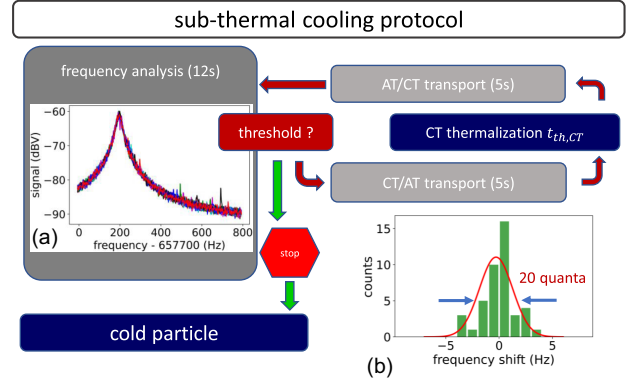 sub-thermal cooling protocol
frequency analysis (12s)
AT/CT transport (5s)
threshold ?
CT thermalization t_{th,CT}
CT/AT transport (5s)
signal (dBV)
−60
−70
−80
−90
0 200 400 600 800
frequency - 657700 (Hz)
(a)
stop
cold particle
counts
15
10
5
0
−5 0 5
frequency shift (Hz)
20 quanta
(b)